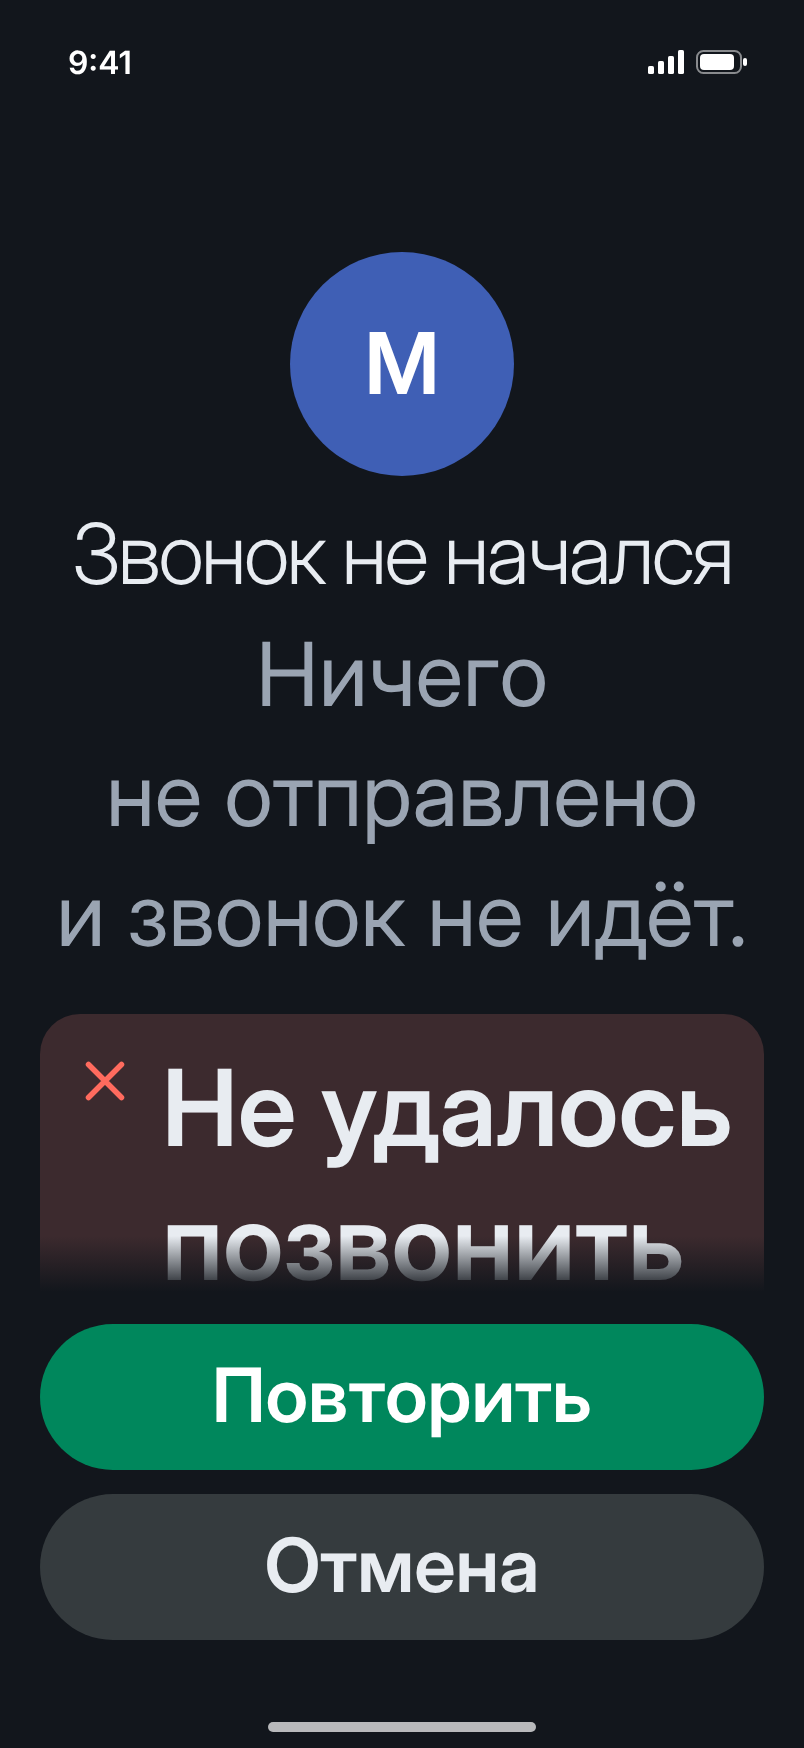 9:41
М
Звонок не начался
Ничего
не отправлено
и звонок не идёт.
Не удалось
позвонить
Повторить
Отмена